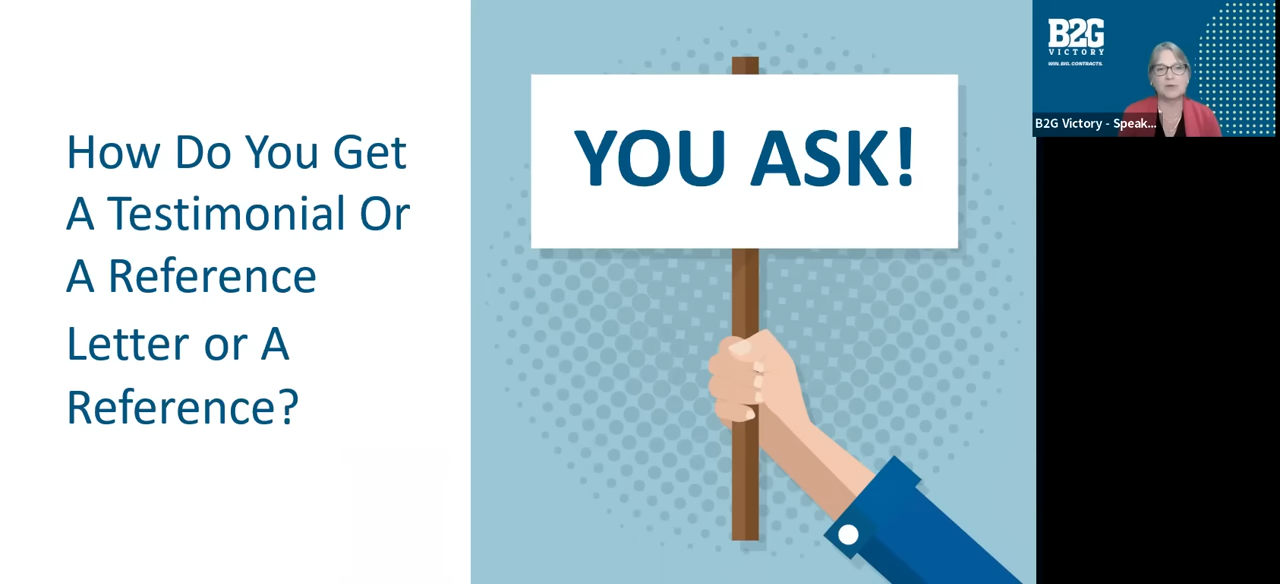 How Do You Get
A Testimonial Or
A Reference
Letter or A
Reference?
YOU ASK!
B2G
VICTORY
WIN. BIG. CONTRACTS.
B2G Victory - Speak...